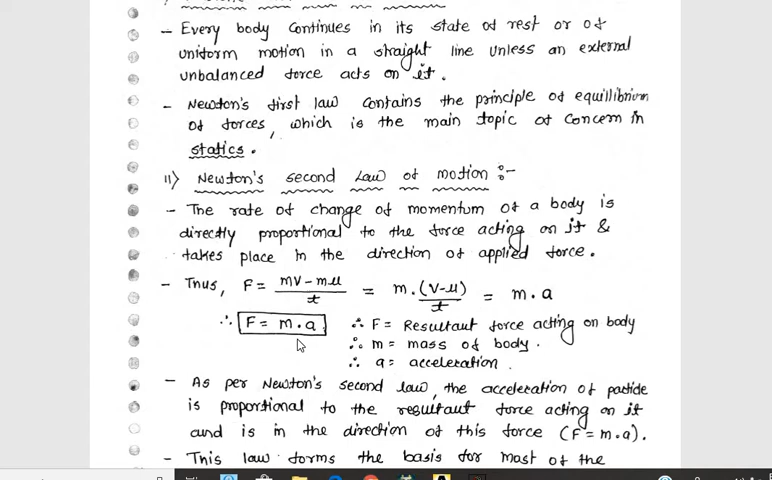 - Every body continues in its state of rest or of
uniform motion in a straight line unless an external
unbalanced force acts on it.
- Newton's first law contains the principle of equilibrium
of forces, which is the main topic of concern in
statics.
11) Newton's second Law of motion :-
- The rate of change of momentum of a body is
directly proportional to the force acting on it &
takes place in the direction of applied force.
- Thus, F = mv - mu / t = m.(v-u) / t = m.a
∴ F = m.a ∴ F = Resultant force acting on body
∴ m = mass of body.
∴ a = acceleration.
- As per Newton's second law, the acceleration of particle
is proportional to the resultant force acting on it
and is in the direction of this force (F = m.a).
- This law forms the basis for most of the